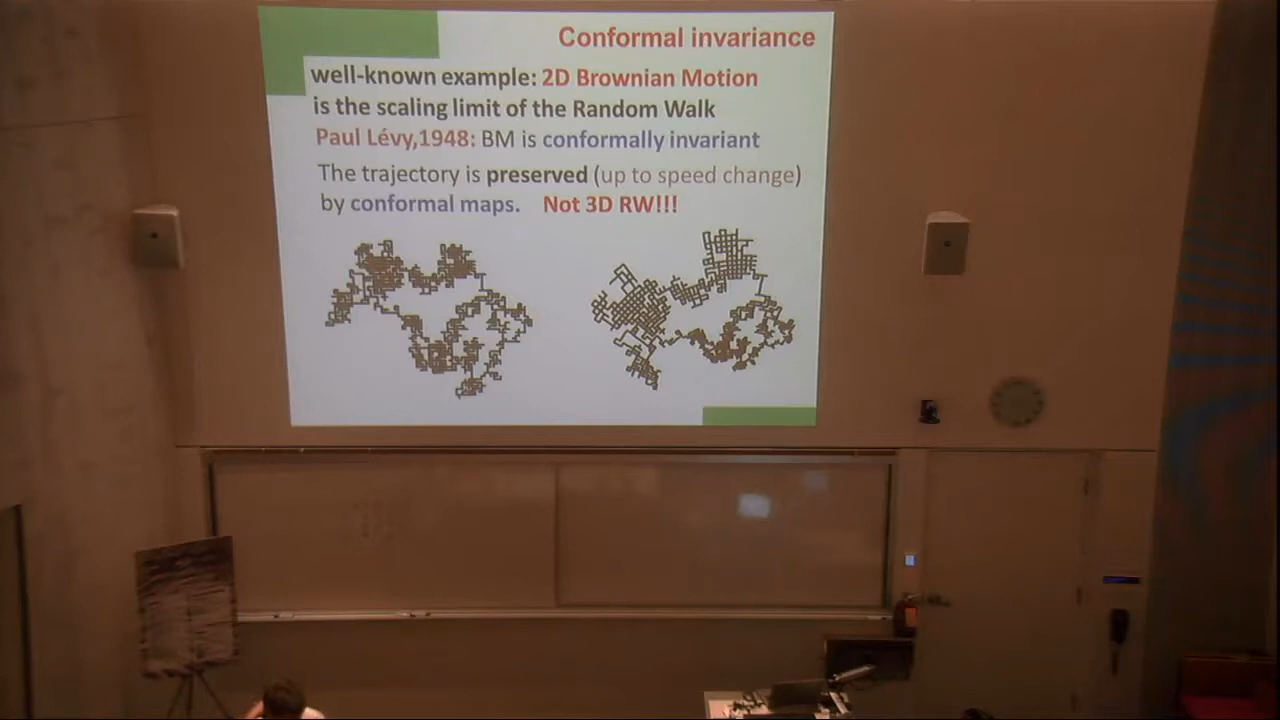 Conformal invariance
well-known example: 2D Brownian Motion
is the scaling limit of the Random Walk
Paul Lévy,1948: BM is conformally invariant
The trajectory is preserved (up to speed change)
by conformal maps. Not 3D RW!!!